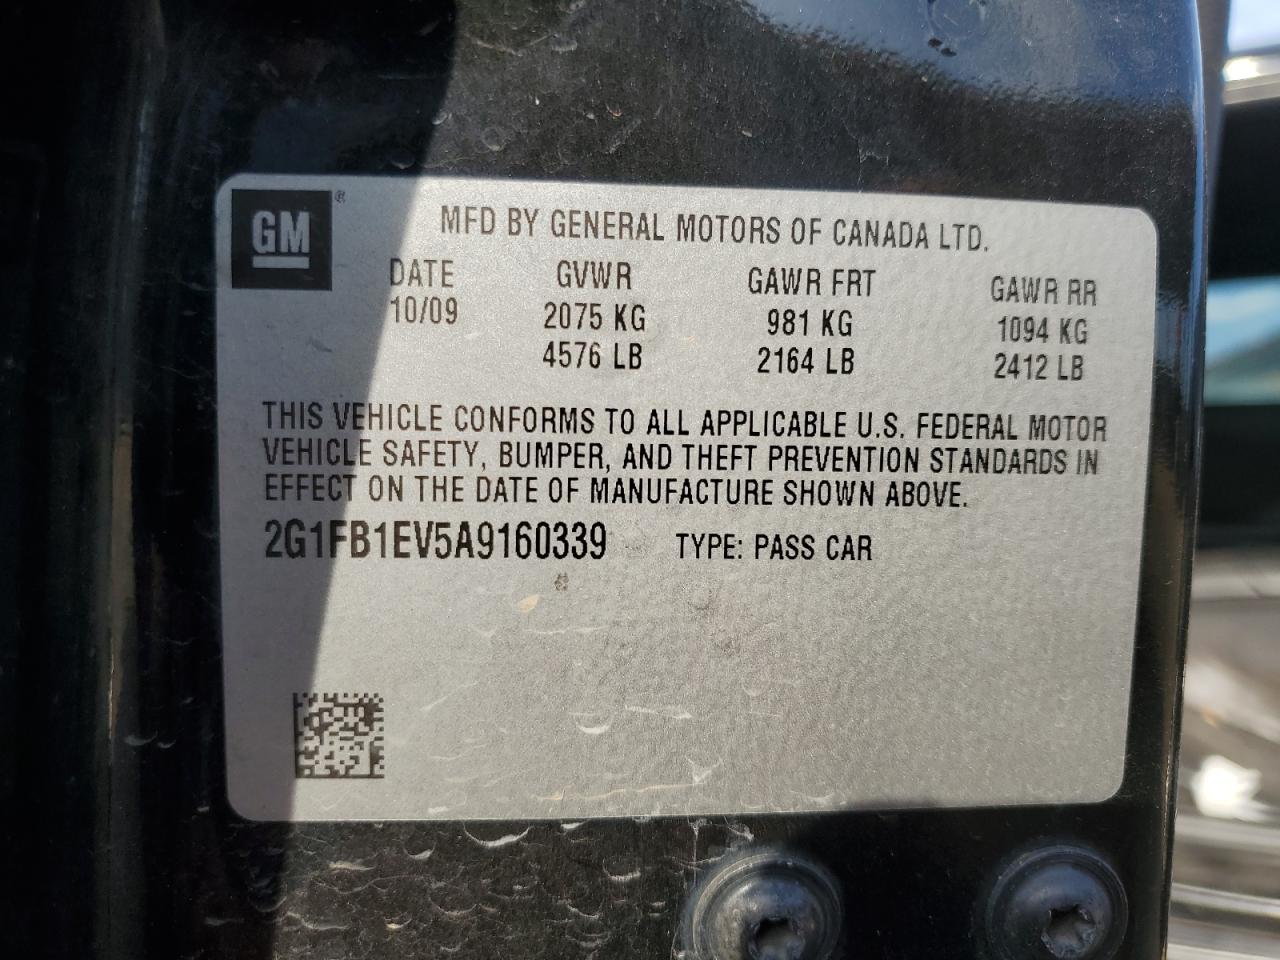 GM ®
MFD BY GENERAL MOTORS OF CANADA LTD.
DATE GVWR GAWR FRT GAWR RR
10/09 2075 KG 981 KG 1094 KG
4576 LB 2164 LB 2412 LB
THIS VEHICLE CONFORMS TO ALL APPLICABLE U.S. FEDERAL MOTOR
VEHICLE SAFETY, BUMPER, AND THEFT PREVENTION STANDARDS IN
EFFECT ON THE DATE OF MANUFACTURE SHOWN ABOVE.
2G1FB1EV5A9160339 TYPE: PASS CAR